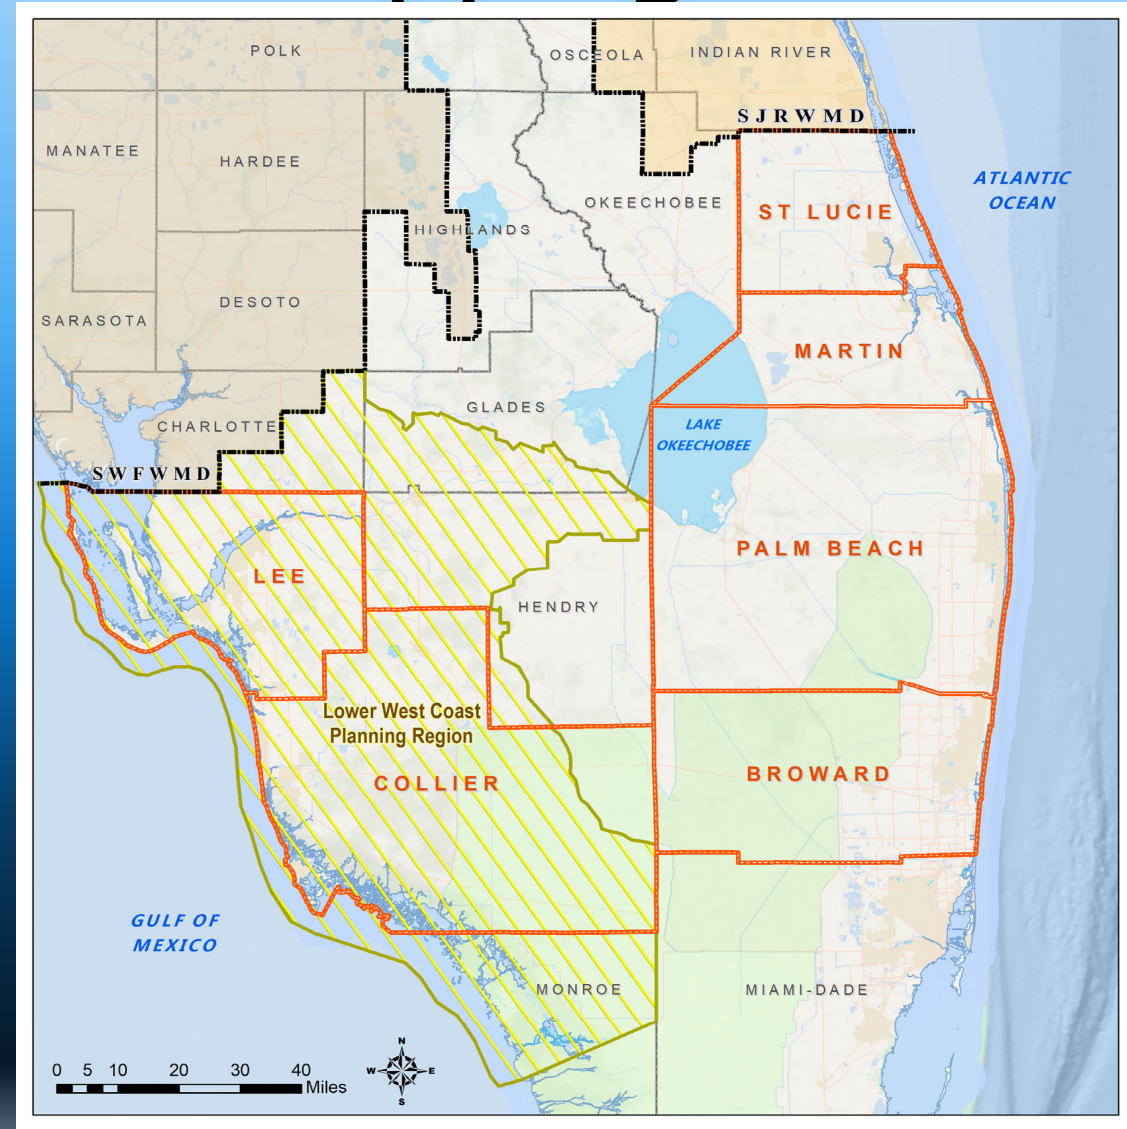 POLK
OSCEOLA
INDIAN RIVER
SJRWMD
MANATEE
HARDEE
ATLANTIC
OCEAN
OKEECHOBEE
ST LUCIE
HIGHLANDS
DESOTO
SARASOTA
MARTIN
GLADES
CHARLOTTE
LAKE
OKEECHOBEE
SWFWMD
PALM BEACH
LEE
HENDRY
Lower West Coast
Planning Region
COLLIER
BROWARD
GULF OF
MEXICO
MONROE
MIAMI-DADE
N
W E
S
0 5 10 20 30 40
Miles